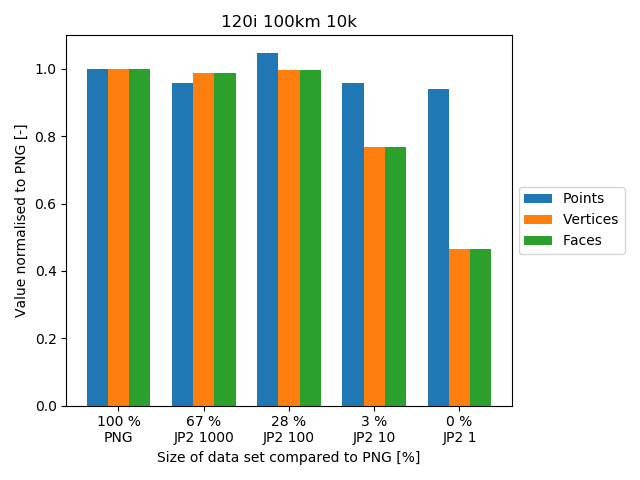 120i 100km 10k
Value normalised to PNG [-]
1.0
0.8
0.6
0.4
0.2
0.0
100 %
PNG
67 %
JP2 1000
28 %
JP2 100
3 %
JP2 10
0 %
JP2 1
Size of data set compared to PNG [%]
Points
Vertices
Faces